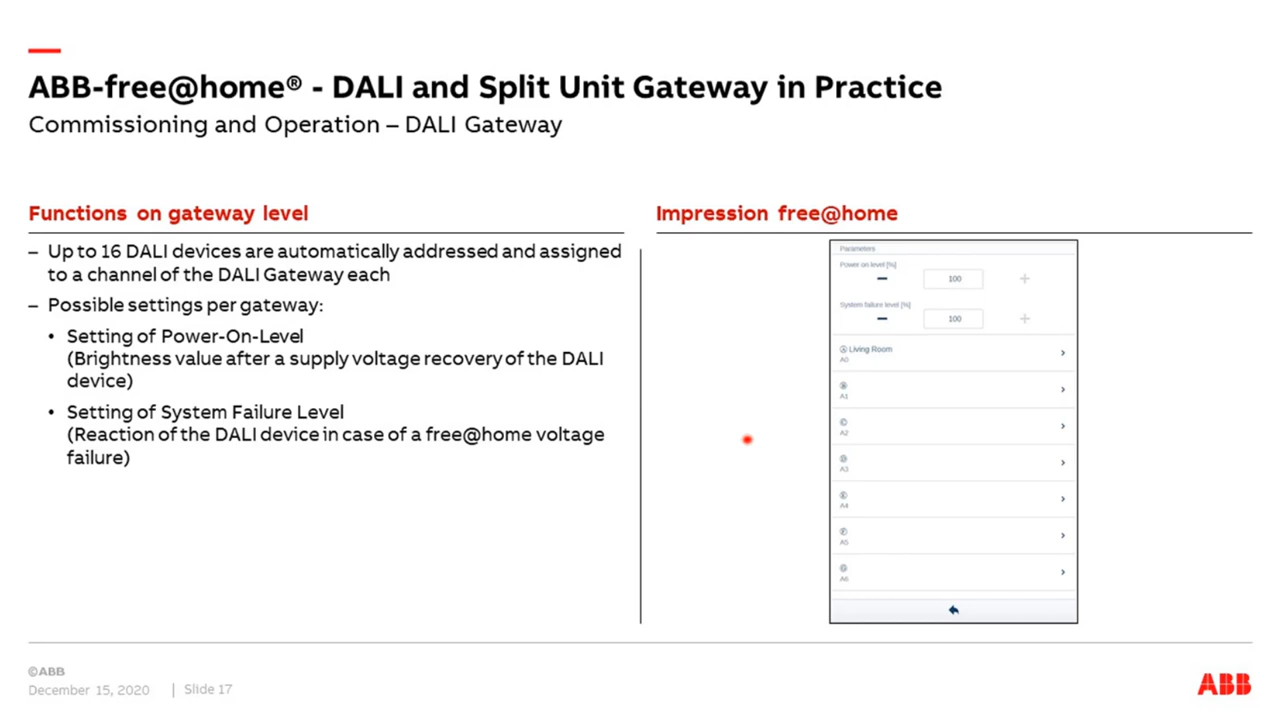 ABB-free@home® - DALI and Split Unit Gateway in Practice
Commissioning and Operation – DALI Gateway
Functions on gateway level
– Up to 16 DALI devices are automatically addressed and assigned
to a channel of the DALI Gateway each
– Possible settings per gateway:
• Setting of Power-On-Level
(Brightness value after a supply voltage recovery of the DALI
device)
• Setting of System Failure Level
(Reaction of the DALI device in case of a free@home voltage
failure)
Impression free@home
Parameters
Power on level [%]
100
System failure level [%]
100
Ⓐ Living Room
A0
Ⓑ
A1
Ⓒ
A2
Ⓓ
A3
Ⓔ
A4
Ⓕ
A5
Ⓖ
A6
©ABB
December 15, 2020 | Slide 17
ABB